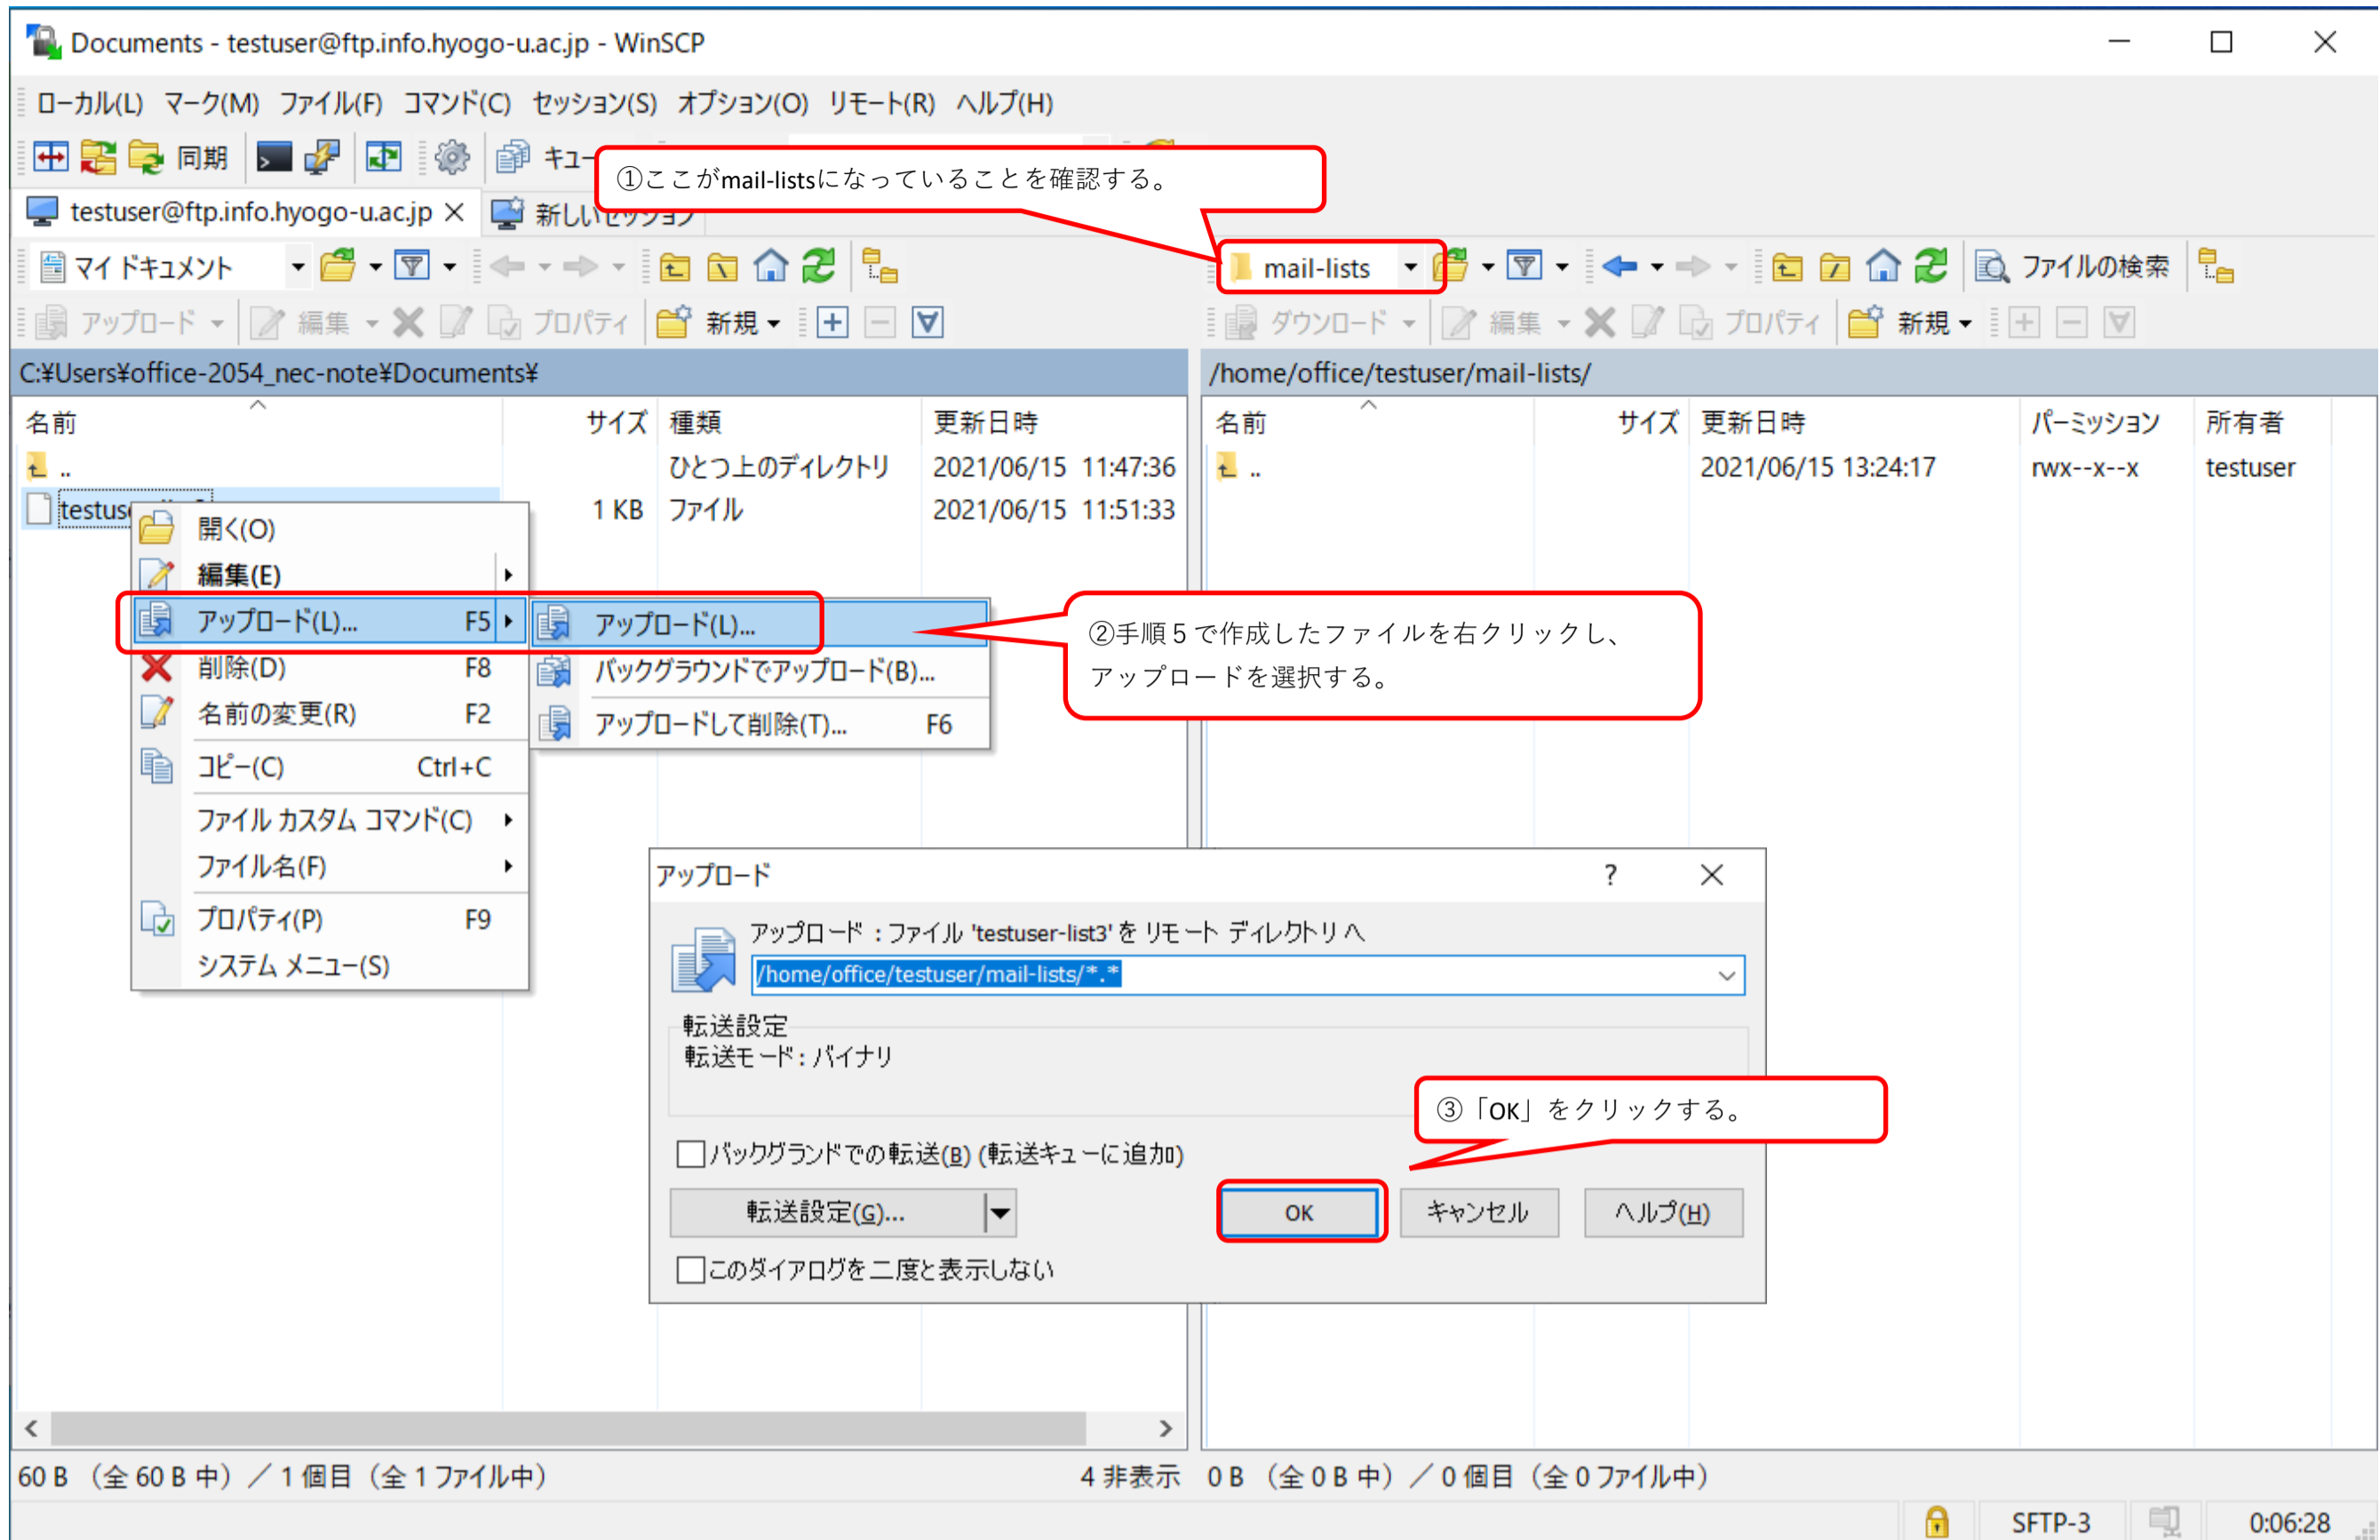 Documents - testuser@ftp.info.hyogo-u.ac.jp - WinSCP
ローカル(L) マーク(M) ファイル(F) コマンド(C) セッション(S) オプション(O) リモート(R) ヘルプ(H)
同期 キュー
①ここがmail-listsになっていることを確認する。
testuser@ftp.info.hyogo-u.ac.jp 新しいセッション
マイ ドキュメント
mail-lists ファイルの検索
アップロード 編集 プロパティ 新規
ダウンロード 編集 プロパティ 新規
C:¥Users¥office-2054_nec-note¥Documents¥
/home/office/testuser/mail-lists/
名前 サイズ 種類 更新日時
.. ひとつ上のディレクトリ 2021/06/15 11:47:36
1 KB ファイル 2021/06/15 11:51:33
名前 サイズ 更新日時 パーミッション 所有者
.. 2021/06/15 13:24:17 rwx--x--x testuser
開く(O)
編集(E)
アップロード(L)... F5
削除(D) F8
名前の変更(R) F2
コピー(C) Ctrl+C
ファイル カスタム コマンド(C)
ファイル名(F)
プロパティ(P) F9
システム メニュー(S)
アップロード(L)...
バックグラウンドでアップロード(B)...
アップロードして削除(T)... F6
②手順５で作成したファイルを右クリックし、
アップロードを選択する。
アップロード ?
アップロード : ファイル 'testuser-list3' を リモート ディレクトリ へ
/home/office/testuser/mail-lists/*.*
転送設定
転送モード : バイナリ
③「OK」をクリックする。
バックグランドでの転送(B) (転送キューに追加)
転送設定(G)... OK キャンセル ヘルプ(H)
このダイアログを二度と表示しない
60 B （全 60 B 中）／ 1 個目（全 1 ファイル中） 4 非表示
0 B （全 0 B 中）／ 0 個目（全 0 ファイル中）
SFTP-3 0:06:28